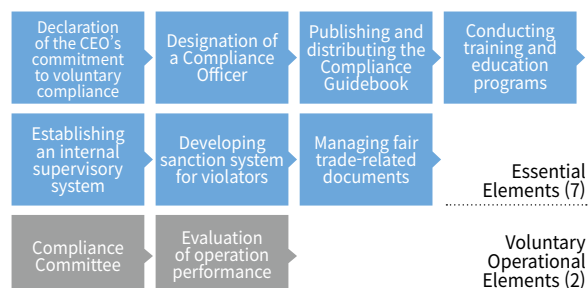 Declaration
of the CEO's
commitment
to voluntary
compliance
Designation of
a Compliance
Officer
Publishing and
distributing the
Compliance
Guidebook
Conducting
training and
education
programs
Establishing
an internal
supervisory
system
Developing
sanction system
for violators
Managing fair
trade-related
documents
Essential
Elements (7)
Compliance
Committee
Evaluation
of operation
performance
Voluntary
Operational
Elements (2)